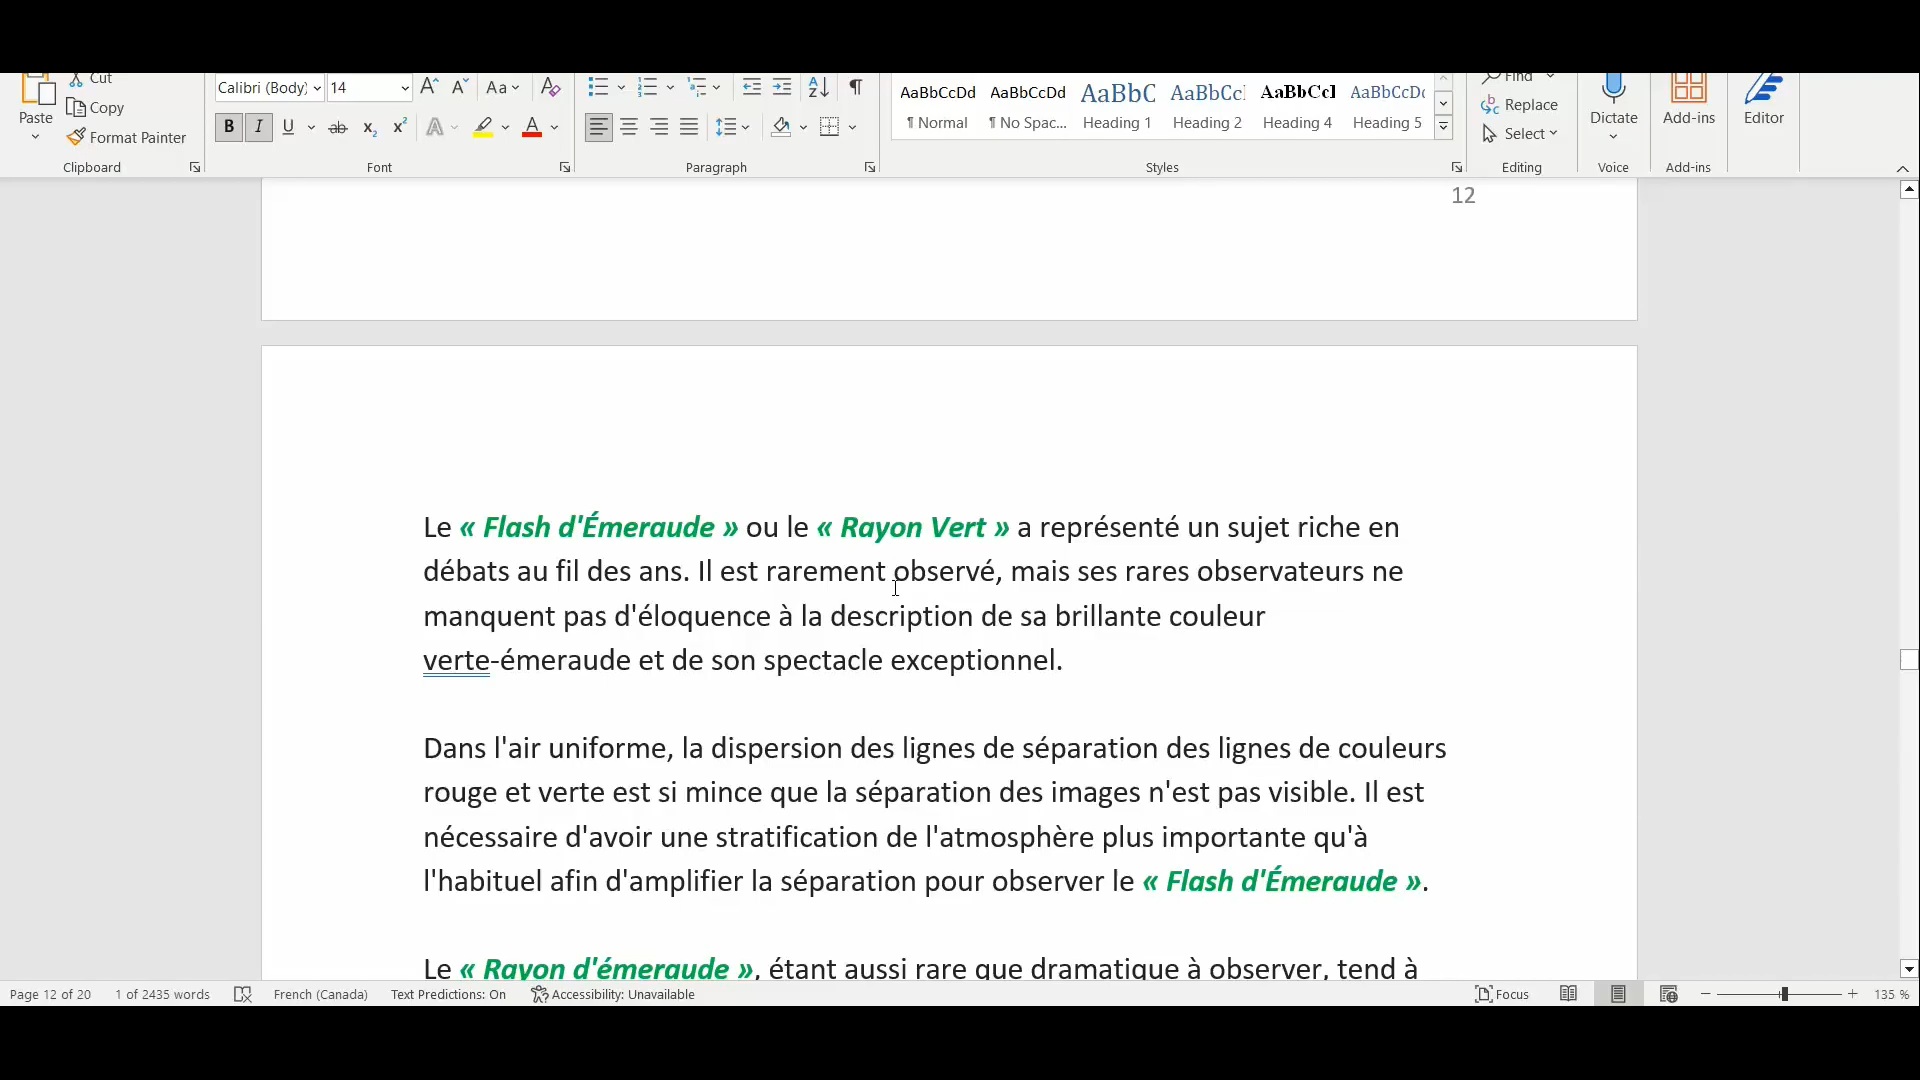 Cut
Copy
Paste
Format Painter
Clipboard
Calibri (Body)
14
Aa
B I U ab x₂ x² A A
Font
Paragraph
AaBbCcDd AaBbCcDd AaBbC AaBbCc AaBbCcI AaBbCcDc
¶ Normal ¶ No Spac... Heading 1 Heading 2 Heading 4 Heading 5
Styles
Find
Replace
Select
Editing
Dictate
Voice
Add-ins
Add-ins
Editor
12
Le « Flash d'Émeraude » ou le « Rayon Vert » a représenté un sujet riche en
débats au fil des ans. Il est rarement observé, mais ses rares observateurs ne
manquent pas d'éloquence à la description de sa brillante couleur
verte-émeraude et de son spectacle exceptionnel.
Dans l'air uniforme, la dispersion des lignes de séparation des lignes de couleurs
rouge et verte est si mince que la séparation des images n'est pas visible. Il est
nécessaire d'avoir une stratification de l'atmosphère plus importante qu'à
l'habituel afin d'amplifier la séparation pour observer le « Flash d'Émeraude ».
Le « Rayon d'émeraude », étant aussi rare que dramatique à observer, tend à
Page 12 of 20 1 of 2435 words French (Canada) Text Predictions: On Accessibility: Unavailable Focus 135 %